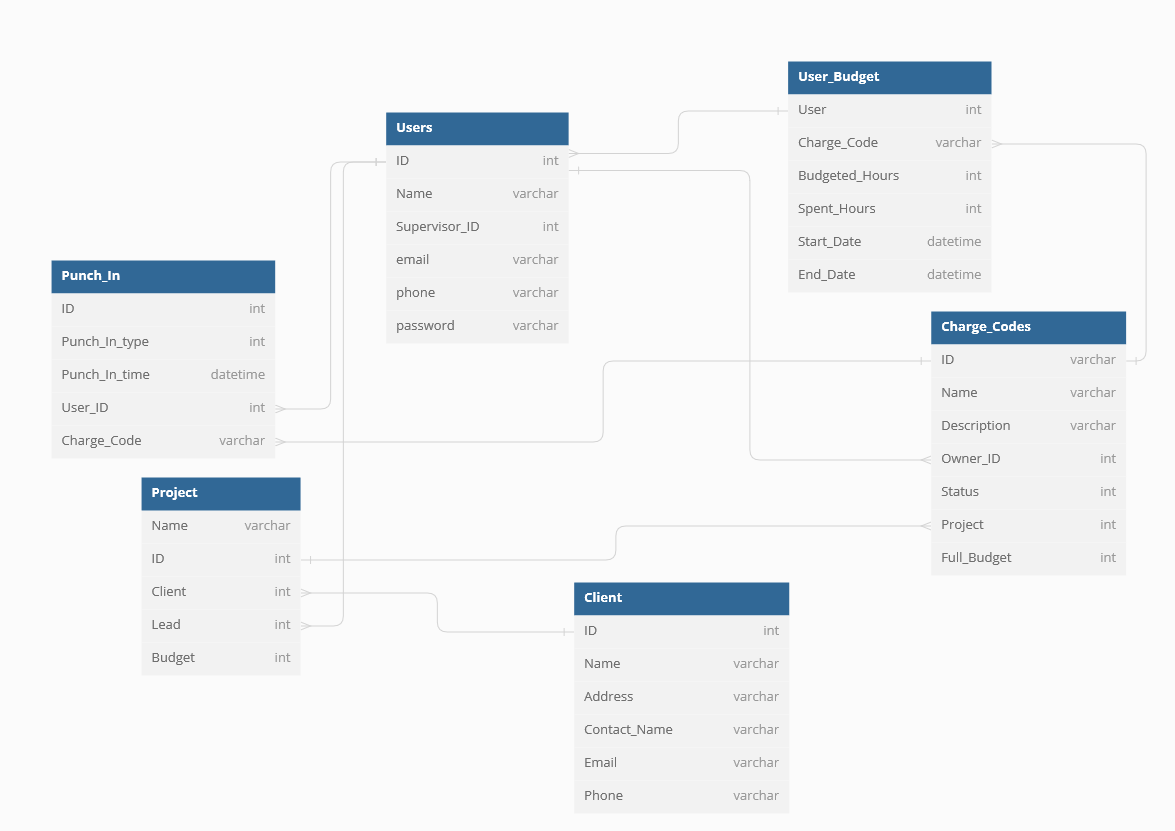 User_Budget
User int
Charge_Code varchar
Budgeted_Hours int
Spent_Hours int
Start_Date datetime
End_Date datetime
Users
ID int
Name varchar
Supervisor_ID int
email varchar
phone varchar
password varchar
Punch_In
ID int
Punch_In_type int
Punch_In_time datetime
User_ID int
Charge_Code varchar
Charge_Codes
ID varchar
Name varchar
Description varchar
Owner_ID int
Status int
Project int
Full_Budget int
Project
Name varchar
ID int
Client int
Lead int
Budget int
Client
ID int
Name varchar
Address varchar
Contact_Name varchar
Email varchar
Phone varchar